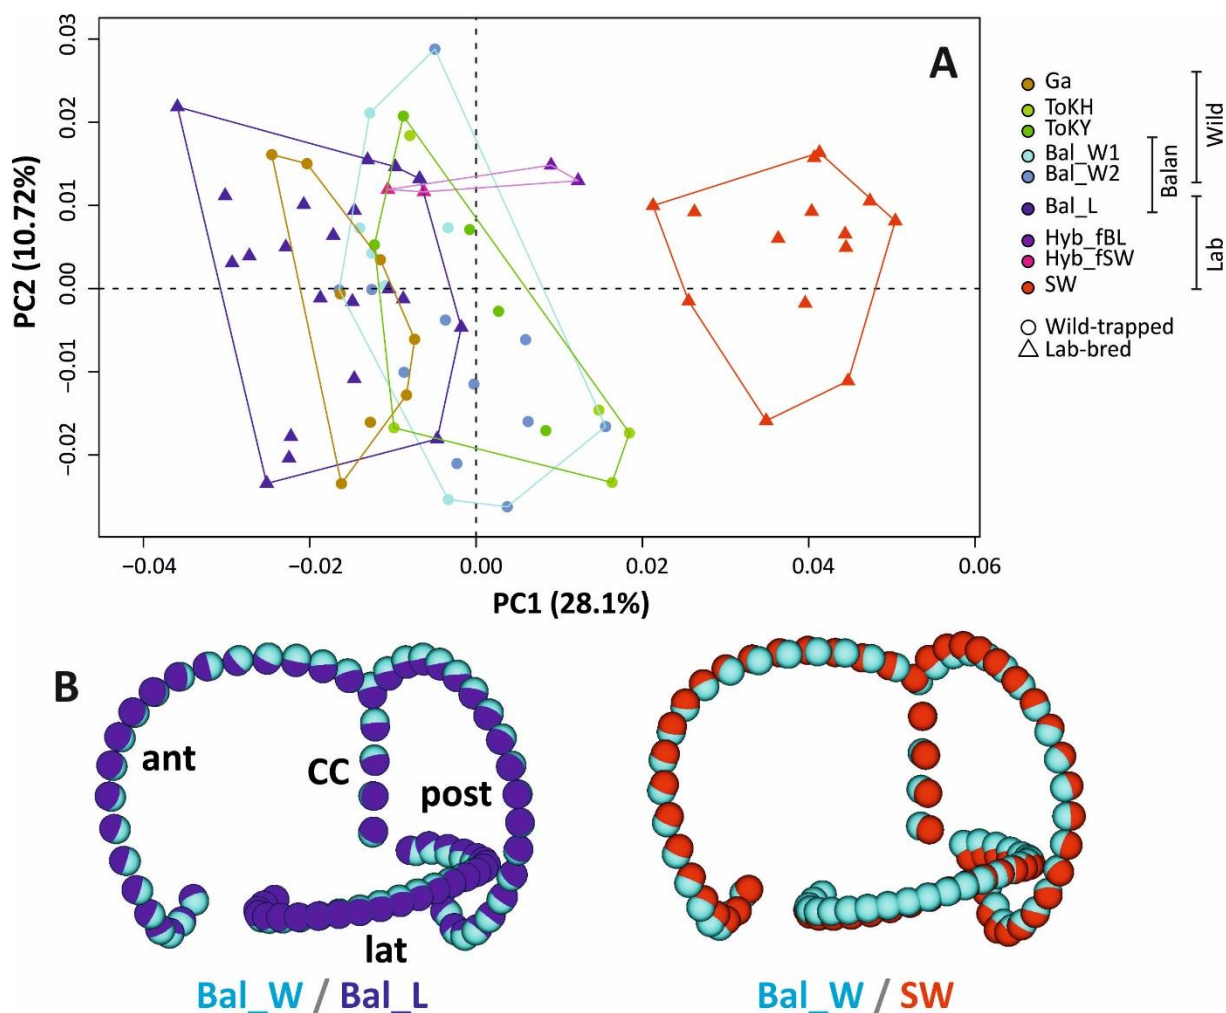 A
PC2 (10.72%)
0.03
0.02
0.01
0.00
−0.01
−0.02
−0.04
−0.02
0.00
0.02
0.04
0.06
PC1 (28.1%)
Ga
ToKH
ToKY
Bal_W1
Bal_W2
Bal_L
Hyb_fBL
Hyb_fSW
SW
Balan
Wild
Lab
Wild-trapped
Lab-bred
B
ant
CC
post
lat
Bal_W / Bal_L
Bal_W / SW